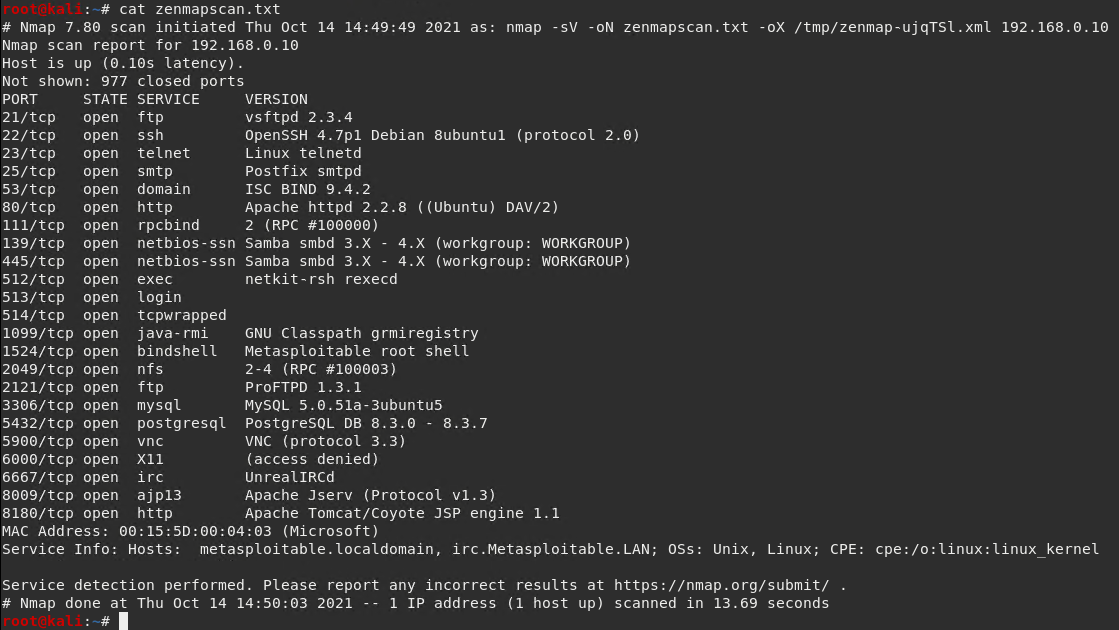 root@kali:~# cat zenmapscan.txt
# Nmap 7.80 scan initiated Thu Oct 14 14:49:49 2021 as: nmap -sV -oN zenmapscan.txt -oX /tmp/zenmap-ujqTSl.xml 192.168.0.10
Nmap scan report for 192.168.0.10
Host is up (0.10s latency).
Not shown: 977 closed ports
PORT     STATE SERVICE     VERSION
21/tcp   open  ftp         vsftpd 2.3.4
22/tcp   open  ssh         OpenSSH 4.7p1 Debian 8ubuntu1 (protocol 2.0)
23/tcp   open  telnet      Linux telnetd
25/tcp   open  smtp        Postfix smtpd
53/tcp   open  domain      ISC BIND 9.4.2
80/tcp   open  http        Apache httpd 2.2.8 ((Ubuntu) DAV/2)
111/tcp  open  rpcbind     2 (RPC #100000)
139/tcp  open  netbios-ssn Samba smbd 3.X - 4.X (workgroup: WORKGROUP)
445/tcp  open  netbios-ssn Samba smbd 3.X - 4.X (workgroup: WORKGROUP)
512/tcp  open  exec        netkit-rsh rexecd
513/tcp  open  login
514/tcp  open  tcpwrapped
1099/tcp open  java-rmi    GNU Classpath grmiregistry
1524/tcp open  bindshell   Metasploitable root shell
2049/tcp open  nfs         2-4 (RPC #100003)
2121/tcp open  ftp         ProFTPD 1.3.1
3306/tcp open  mysql       MySQL 5.0.51a-3ubuntu5
5432/tcp open  postgresql  PostgreSQL DB 8.3.0 - 8.3.7
5900/tcp open  vnc         VNC (protocol 3.3)
6000/tcp open  X11         (access denied)
6667/tcp open  irc         UnrealIRCd
8009/tcp open  ajp13       Apache Jserv (Protocol v1.3)
8180/tcp open  http        Apache Tomcat/Coyote JSP engine 1.1
MAC Address: 00:15:5D:00:04:03 (Microsoft)
Service Info: Hosts:  metasploitable.localdomain, irc.Metasploitable.LAN; OSs: Unix, Linux; CPE: cpe:/o:linux:linux_kernel
Service detection performed. Please report any incorrect results at https://nmap.org/submit/ .
# Nmap done at Thu Oct 14 14:50:03 2021 -- 1 IP address (1 host up) scanned in 13.69 seconds
root@kali:~#